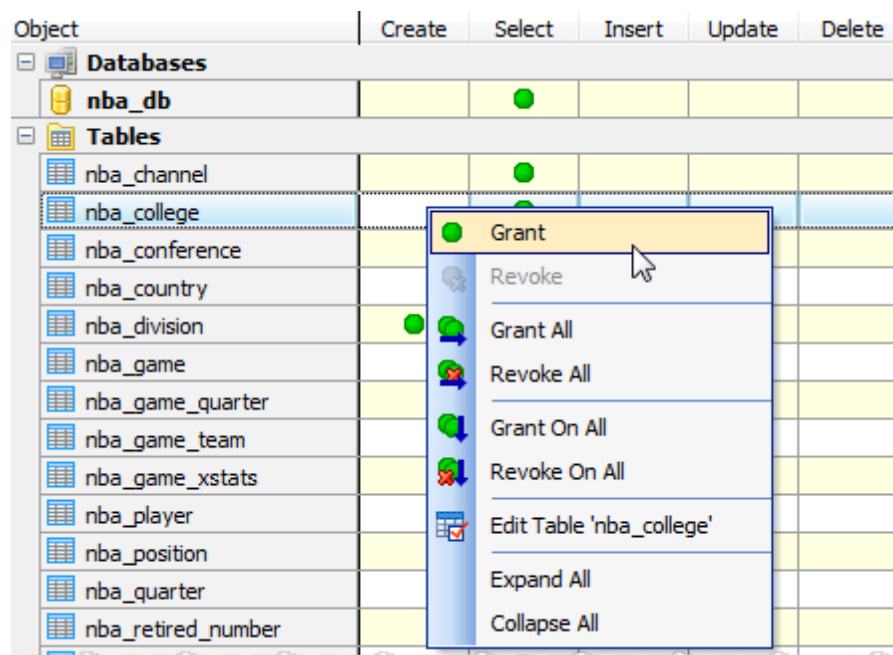 Object Create Select Insert Update Delete
Databases
nba_db
Tables
nba_channel
nba_college
nba_conference
nba_country
nba_division
nba_game
nba_game_quarter
nba_game_team
nba_game_xstats
nba_player
nba_position
nba_quarter
nba_retired_number
Grant
Revoke
Grant All
Revoke All
Grant On All
Revoke On All
Edit Table 'nba_college'
Expand All
Collapse All